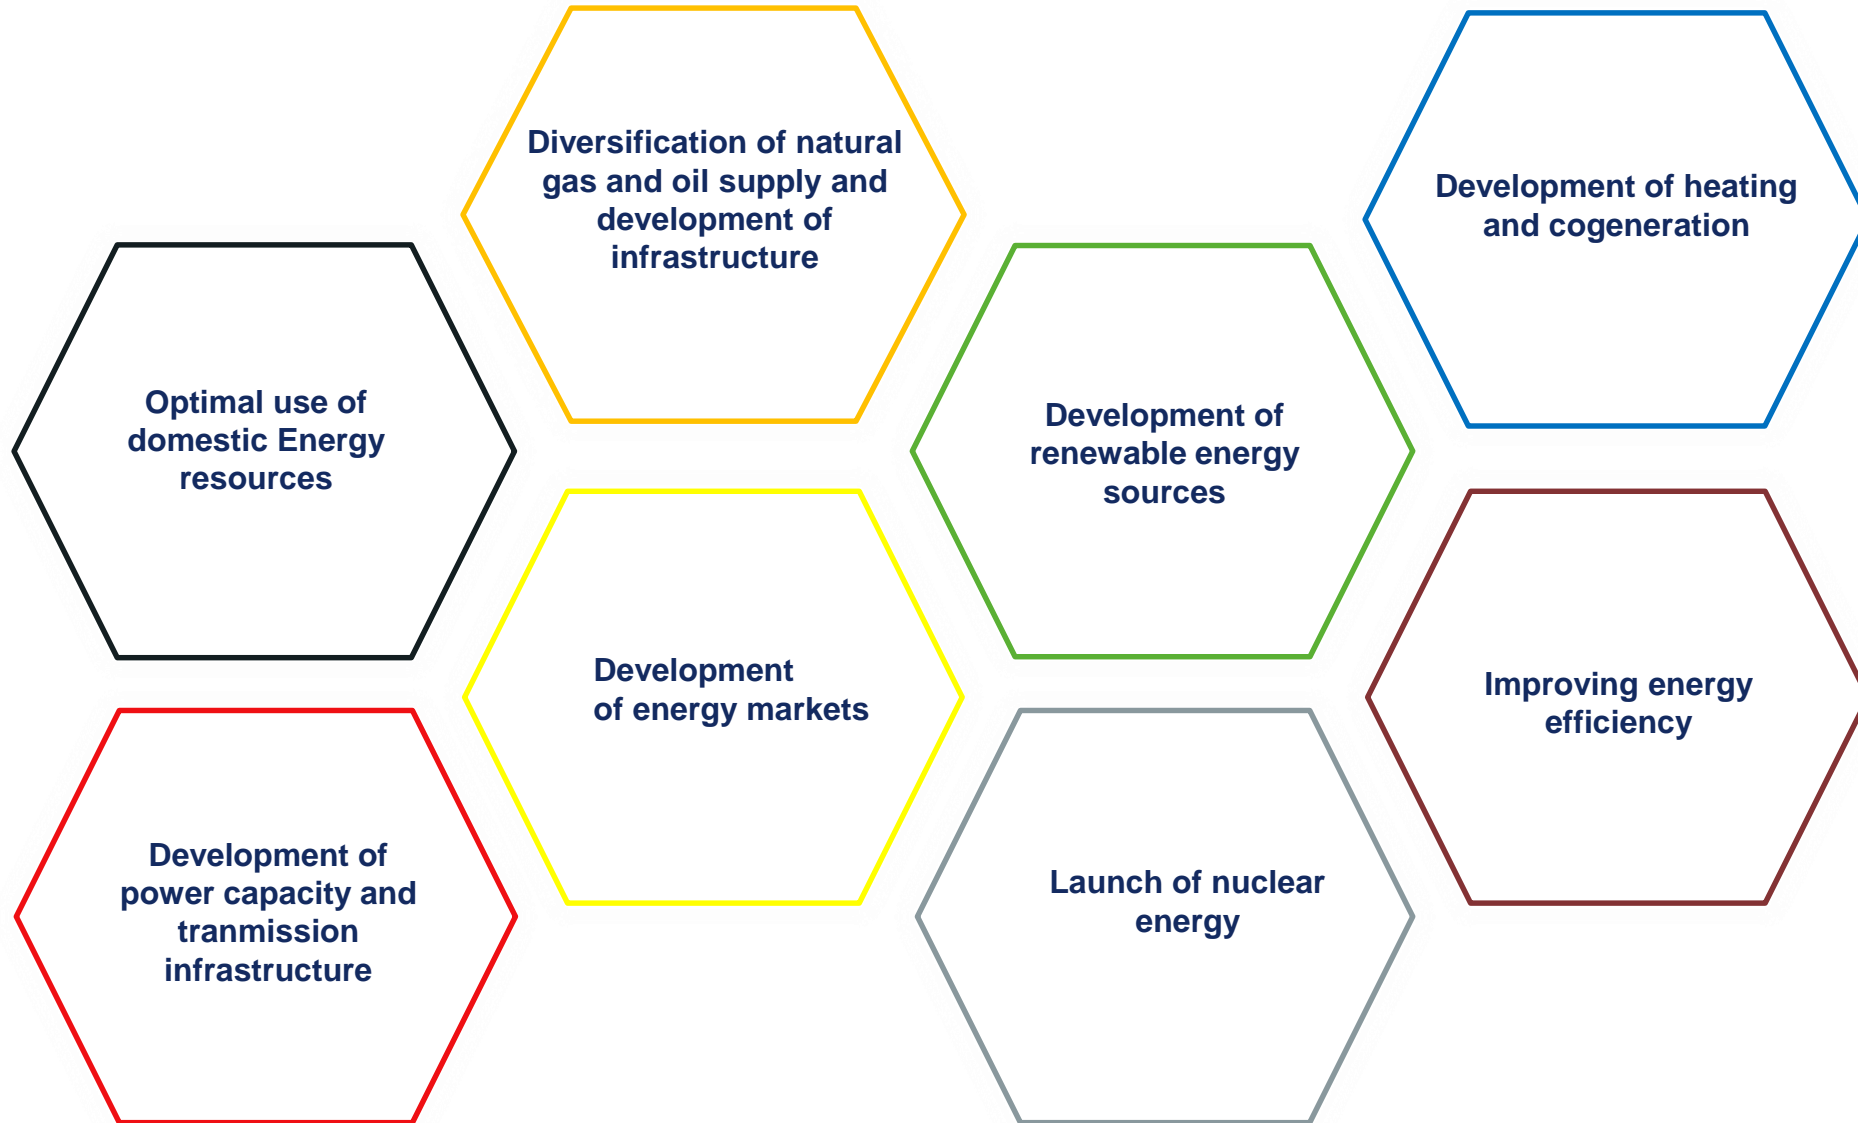 Diversification of natural
gas and oil supply and
development of
infrastructure
Development of heating
and cogeneration
Optimal use of
domestic Energy
resources
Development of
renewable energy
sources
Development
of energy markets
Improving energy
efficiency
Development of
power capacity and
tranmission
infrastructure
Launch of nuclear
energy